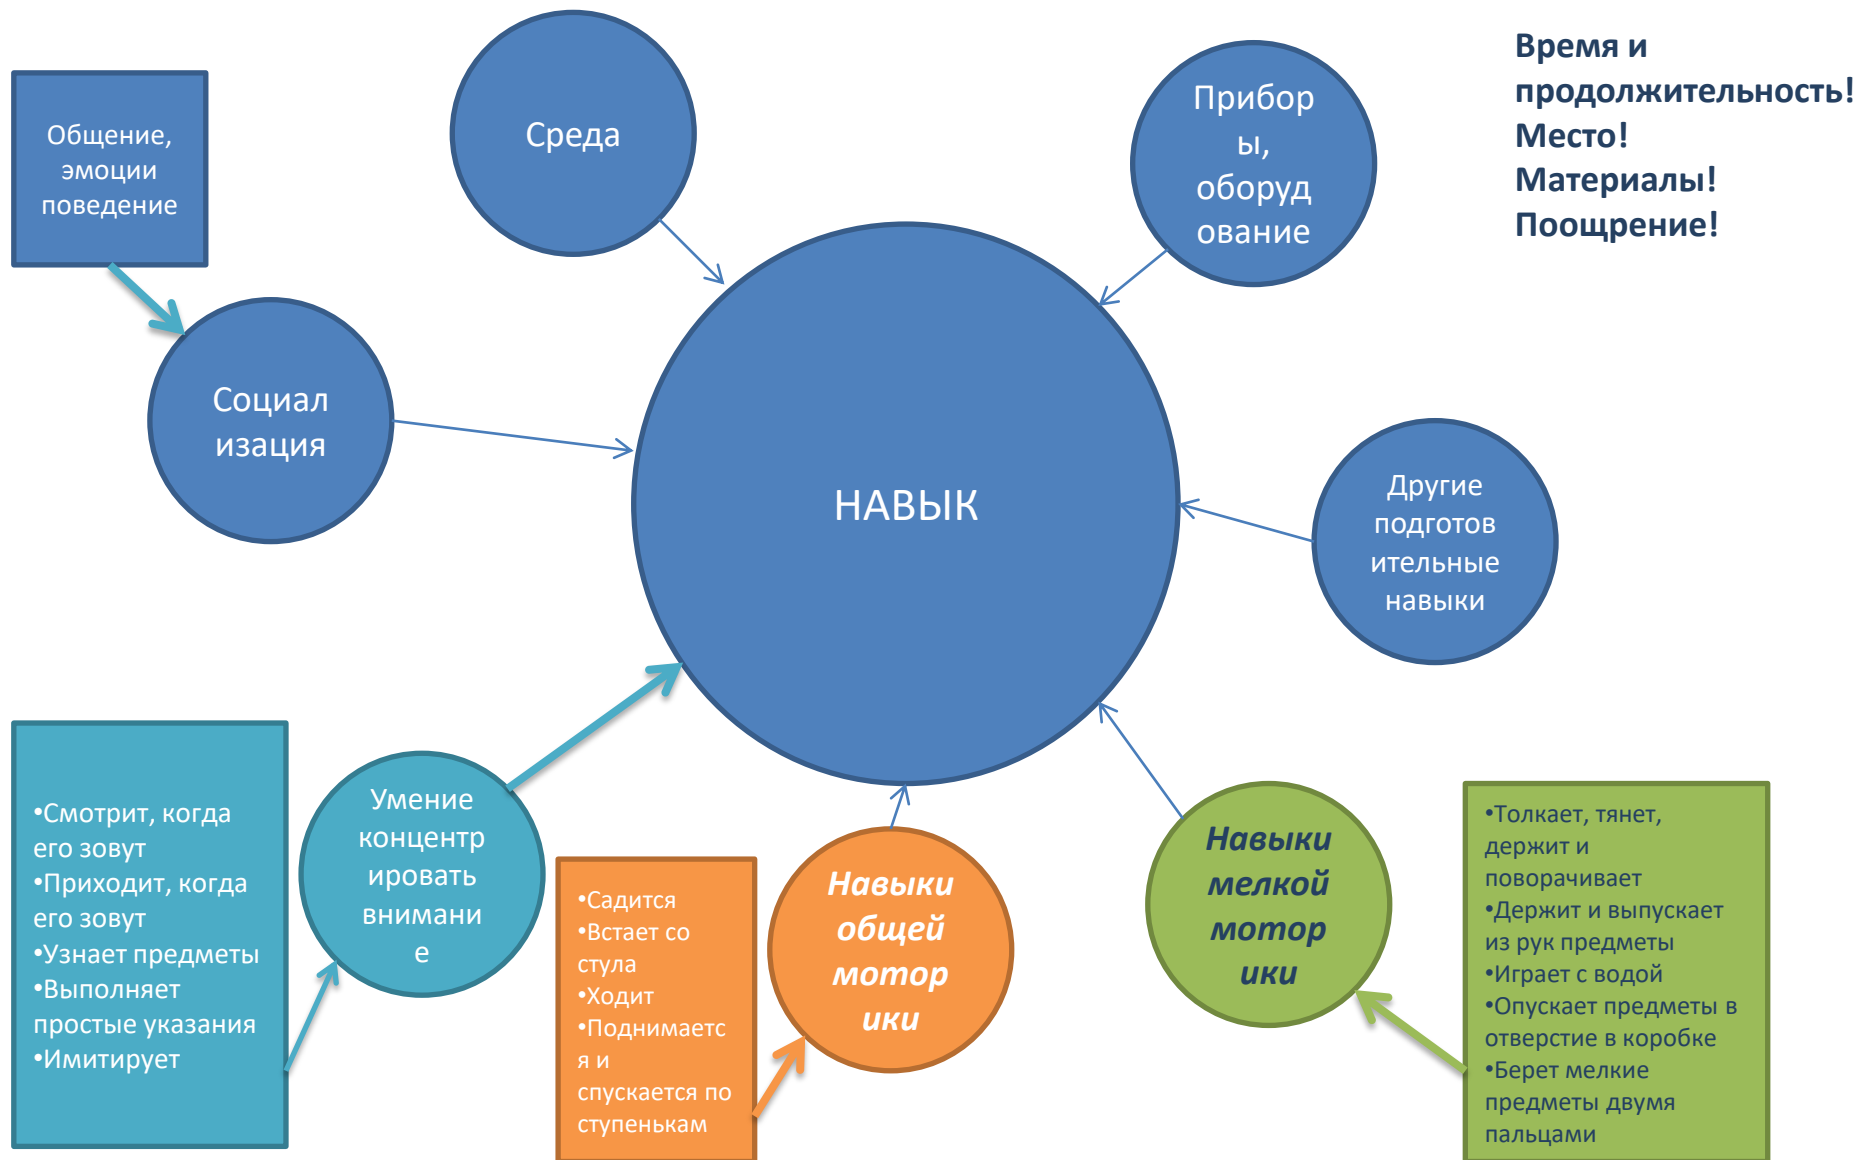 Время и
продолжительность!
Место!
Материалы!
Поощрение!
Общение,
эмоции
поведение
Среда
Прибор
ы,
оборуд
ование
Социал
изация
НАВЫК
Другие
подготов
ительные
навыки
•Смотрит, когда
его зовут
•Приходит, когда
его зовут
•Узнает предметы
•Выполняет
простые указания
•Имитирует
Умение
концентр
ировать
внимани
е
•Садится
•Встает со
стула
•Ходит
•Поднимаетс
я и
спускается по
ступенькам
Навыки
общей
мотор
ики
Навыки
мелкой
мотор
ики
•Толкает, тянет,
держит и
поворачивает
•Держит и выпускает
из рук предметы
•Играет с водой
•Опускает предметы в
отверстие в коробке
•Берет мелкие
предметы двумя
пальцами